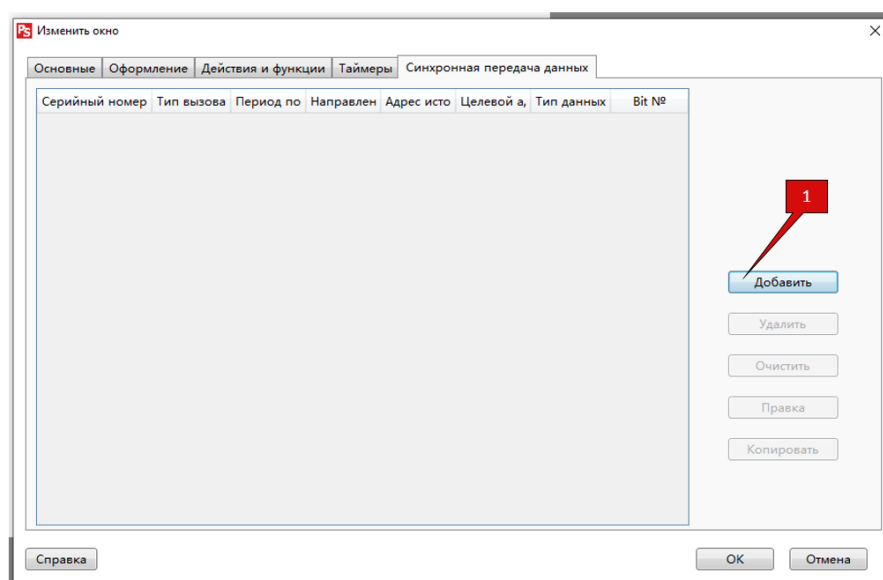 PS Изменить окно
Основные Оформление Действия и функции Таймеры Синхронная передача данных
Серийный номер Тип вызова Период по Направлен Адрес исто Целевой а, Тип данных Bit №
1
Добавить
Удалить
Очистить
Правка
Копировать
Справка OK Отмена